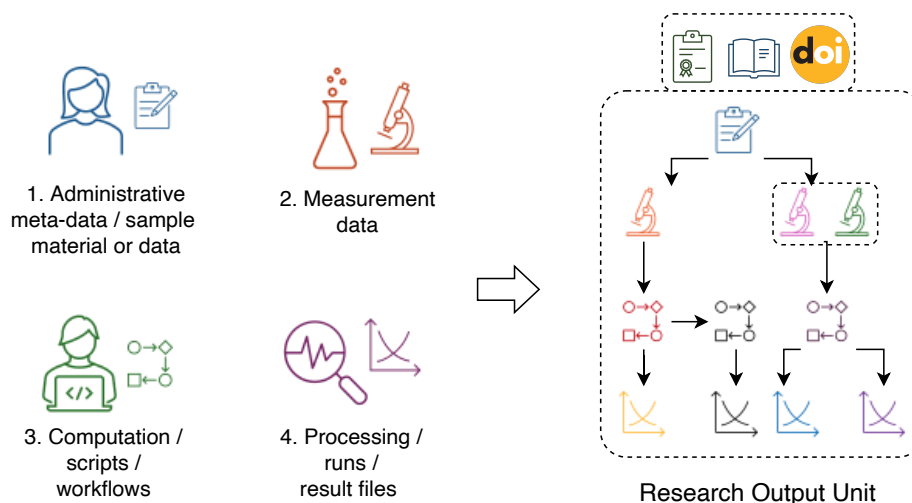 doi
1. Administrative
meta-data / sample
material or data
2. Measurement
data
</>
3. Computation /
scripts /
workflows
4. Processing /
runs /
result files
Research Output Unit